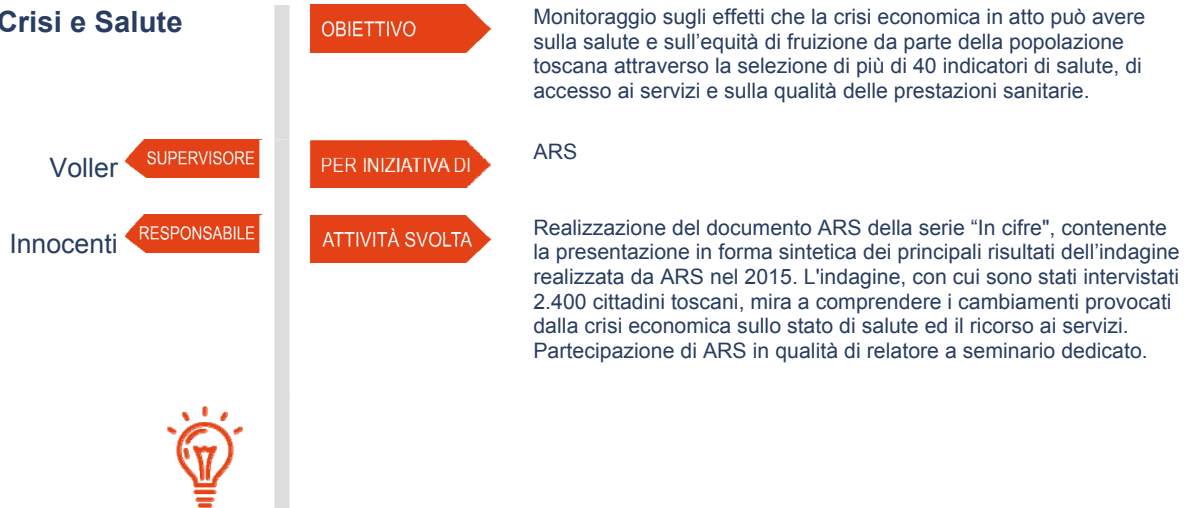 Crisi e Salute
OBIETTIVO
Monitoraggio sugli effetti che la crisi economica in atto può avere
sulla salute e sull’equità di fruizione da parte della popolazione
toscana attraverso la selezione di più di 40 indicatori di salute, di
accesso ai servizi e sulla qualità delle prestazioni sanitarie.
Voller
SUPERVISORE
PER INIZIATIVA DI
ARS
Innocenti
RESPONSABILE
ATTIVITÀ SVOLTA
Realizzazione del documento ARS della serie “In cifre", contenente
la presentazione in forma sintetica dei principali risultati dell’indagine
realizzata da ARS nel 2015. L'indagine, con cui sono stati intervistati
2.400 cittadini toscani, mira a comprendere i cambiamenti provocati
dalla crisi economica sullo stato di salute ed il ricorso ai servizi.
Partecipazione di ARS in qualità di relatore a seminario dedicato.